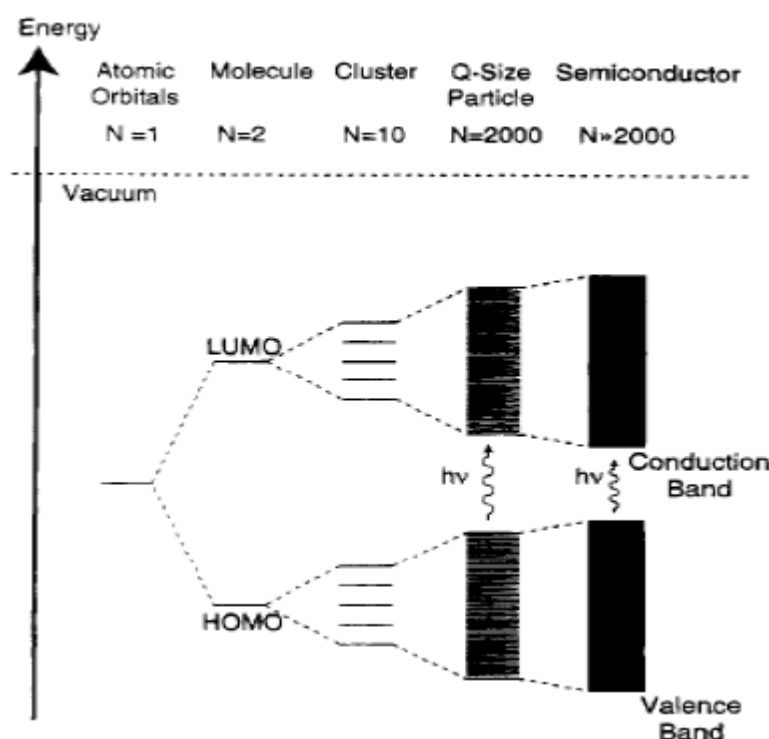 Energy
Atomic Orbitals
Molecule
Cluster
Q-Size Particle
Semiconductor
N =1
N=2
N=10
N=2000
N»2000
Vacuum
LUMO
HOMO
hν
hν
Conduction Band
Valence Band